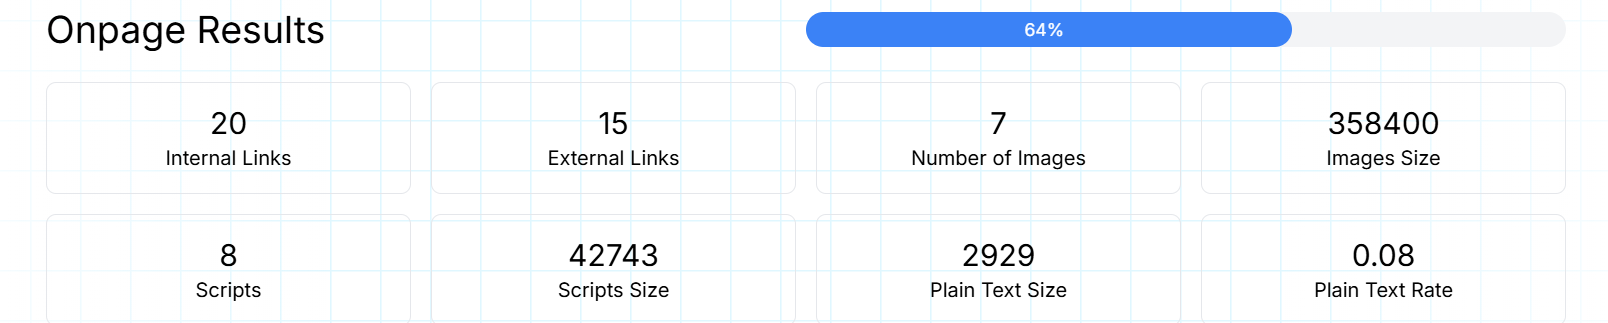 Onpage Results
64%
20
Internal Links
15
External Links
7
Number of Images
358400
Images Size
8
Scripts
42743
Scripts Size
2929
Plain Text Size
0.08
Plain Text Rate